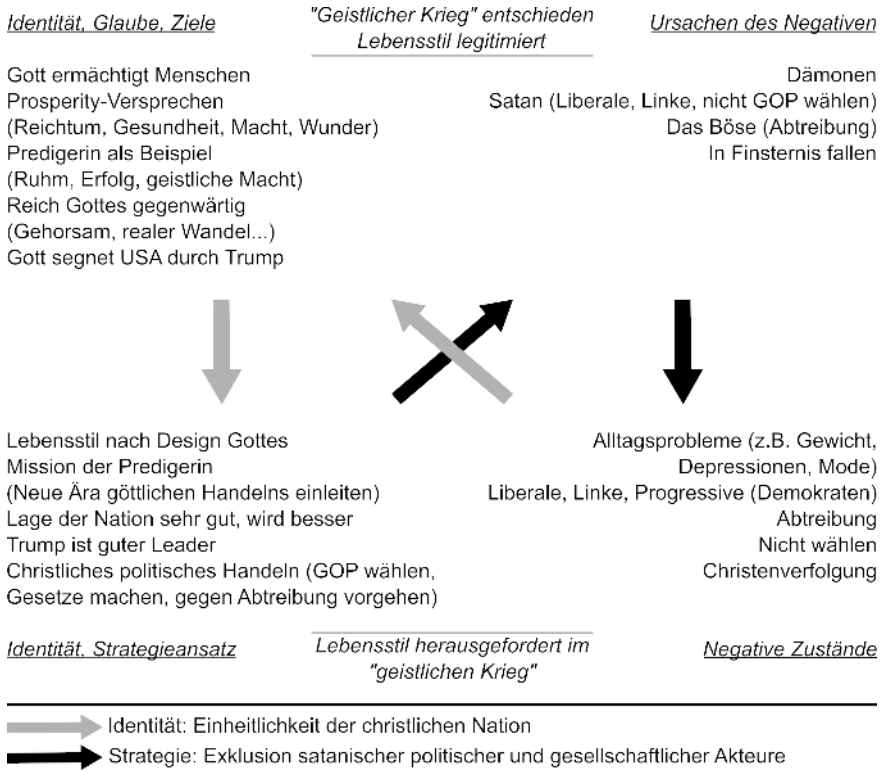 Identität, Glaube, Ziele
"Geistlicher Krieg" entschieden
Lebensstil legitimiert
Ursachen des Negativen
Gott ermächtigt Menschen
Prosperity-Versprechen
(Reichtum, Gesundheit, Macht, Wunder)
Predigerin als Beispiel
(Ruhm, Erfolg, geistliche Macht)
Reich Gottes gegenwärtig
(Gehorsam, realer Wandel...)
Gott segnet USA durch Trump
Dämonen
Satan (Liberale, Linke, nicht GOP wählen)
Das Böse (Abtreibung)
In Finsternis fallen
Lebensstil nach Design Gottes
Mission der Predigerin
(Neue Ära göttlichen Handelns einleiten)
Lage der Nation sehr gut, wird besser
Trump ist guter Leader
Christliches politisches Handeln (GOP wählen,
Gesetze machen, gegen Abtreibung vorgehen)
Alltagsprobleme (z.B. Gewicht,
Depressionen, Mode)
Liberale, Linke, Progressive (Demokraten)
Abtreibung
Nicht wählen
Christenverfolgung
Identität, Strategieansatz
Lebensstil herausgefordert im
"geistlichen Krieg"
Negative Zustände
Identität: Einheitlichkeit der christlichen Nation
Strategie: Exklusion satanischer politischer und gesellschaftlicher Akteure